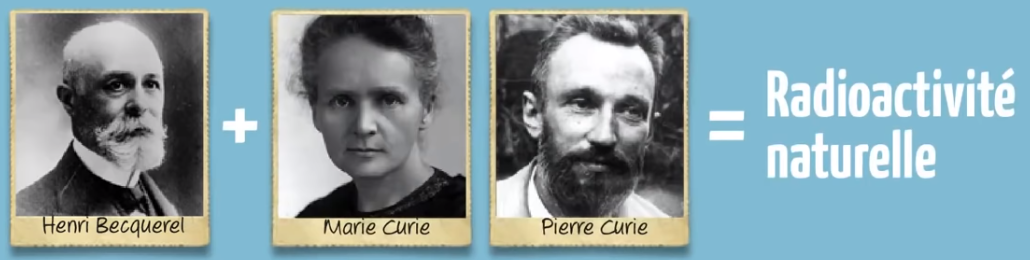 Henri Becquerel
+
Marie Curie
Pierre Curie
=
Radioactivité
naturelle